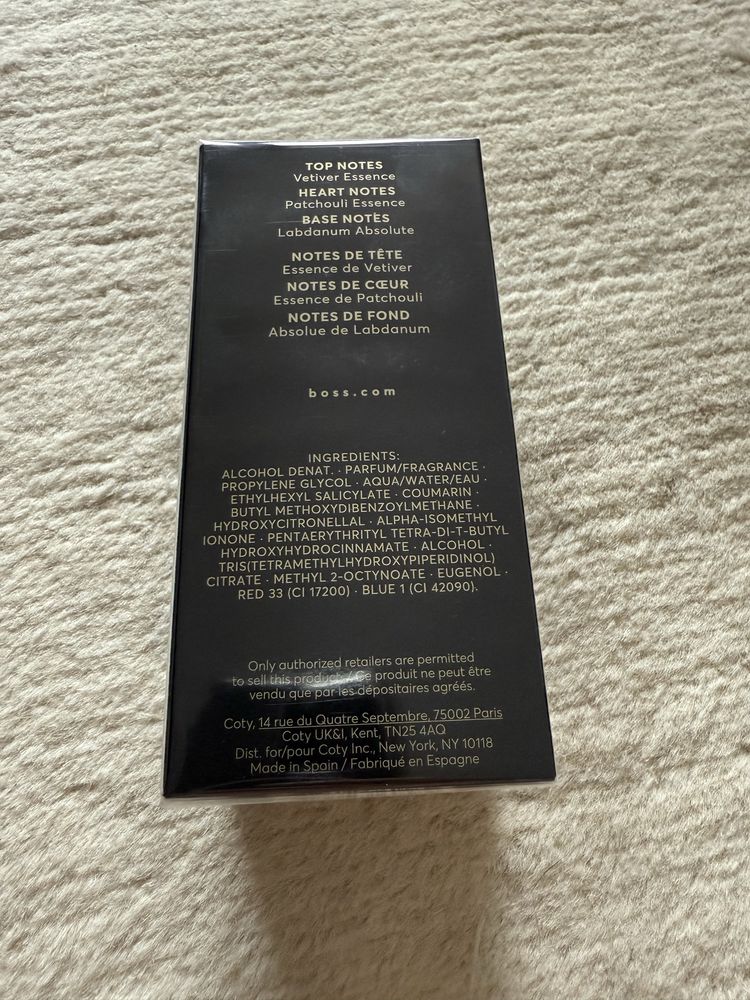 TOP NOTES
Vetiver Essence
HEART NOTES
Patchouli Essence
BASE NOTES
Labdanum Absolute
NOTES DE TÊTE
Essence de Vetiver
NOTES DE CŒUR
Essence de Patchouli
NOTES DE FOND
Absolue de Labdanum
boss.com
INGREDIENTS:
ALCOHOL DENAT. · PARFUM/FRAGRANCE ·
PROPYLENE GLYCOL · AQUA/WATER/EAU ·
ETHYLHEXYL SALICYLATE · COUMARIN ·
BUTYL METHOXYDIBENZOYLMETHANE ·
HYDROXYCITRONELLAL · ALPHA-ISOMETHYL
IONONE · PENTAERYTHRITYL TETRA-DI-T-BUTYL
HYDROXYHYDROCINNAMATE · ALCOHOL ·
TRIS(TETRAMETHYLHYDROXYPIPERIDINOL)
CITRATE · METHYL 2-OCTYNOATE · EUGENOL ·
RED 33 (CI 17200) · BLUE 1 (CI 42090).
Only authorized retailers are permitted
to sell this product. / Ce produit ne peut être
vendu que par les dépositaires agréés.
Coty, 14 rue du Quatre Septembre, 75002 Paris
Coty UK&I, Kent, TN25 4AQ
Dist. for/pour Coty Inc., New York, NY 10118
Made in Spain / Fabriqué en Espagne